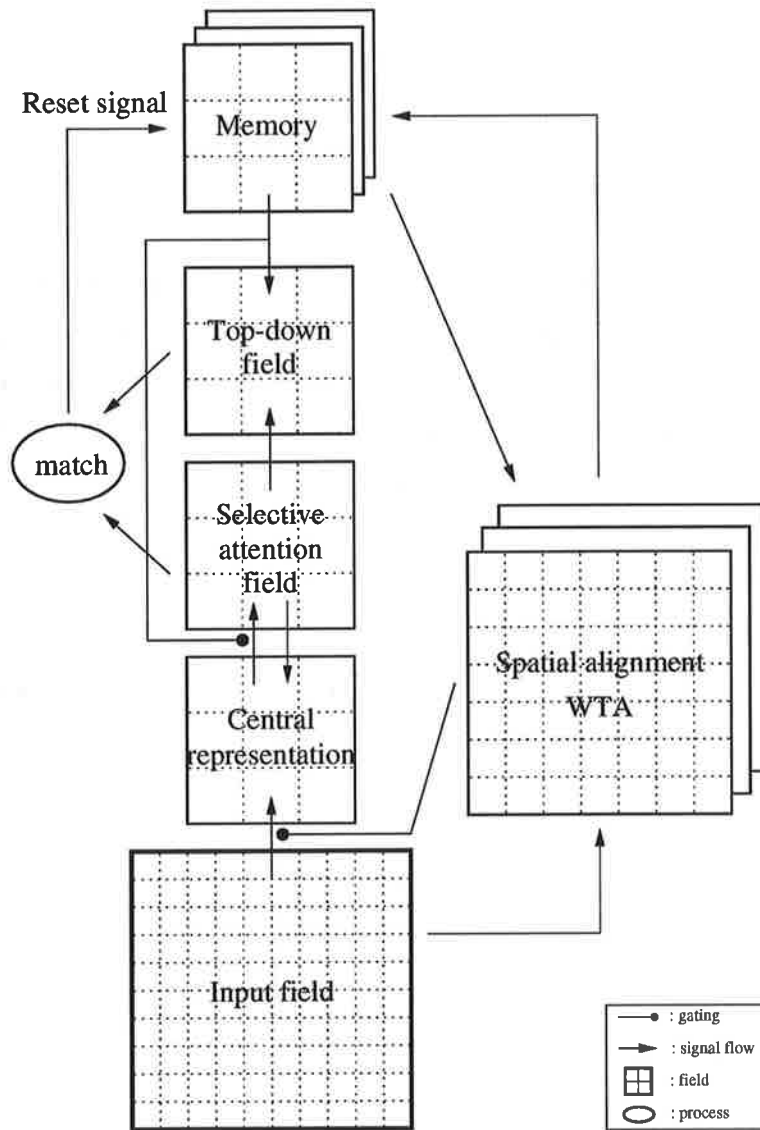 Reset signal
Memory
Top-down
field
match
Selective
attention
field
Spatial alignment
WTA
Central
representation
Input field
: gating
: signal flow
: field
: process